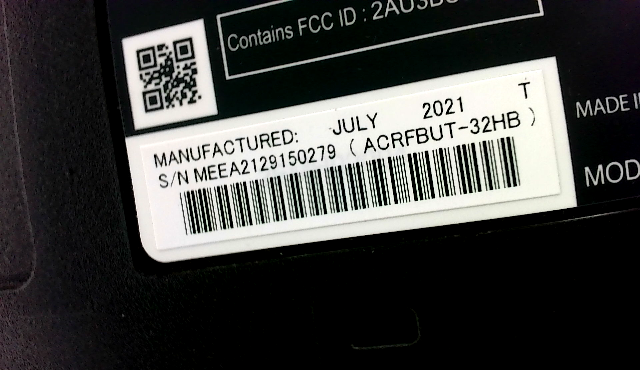 Contains FCC ID : 2AU3B
MANUFACTURED: JULY 2021 T
S/N MEEA2129150279 ( ACRFBUT-32HB )
MADE
MOD